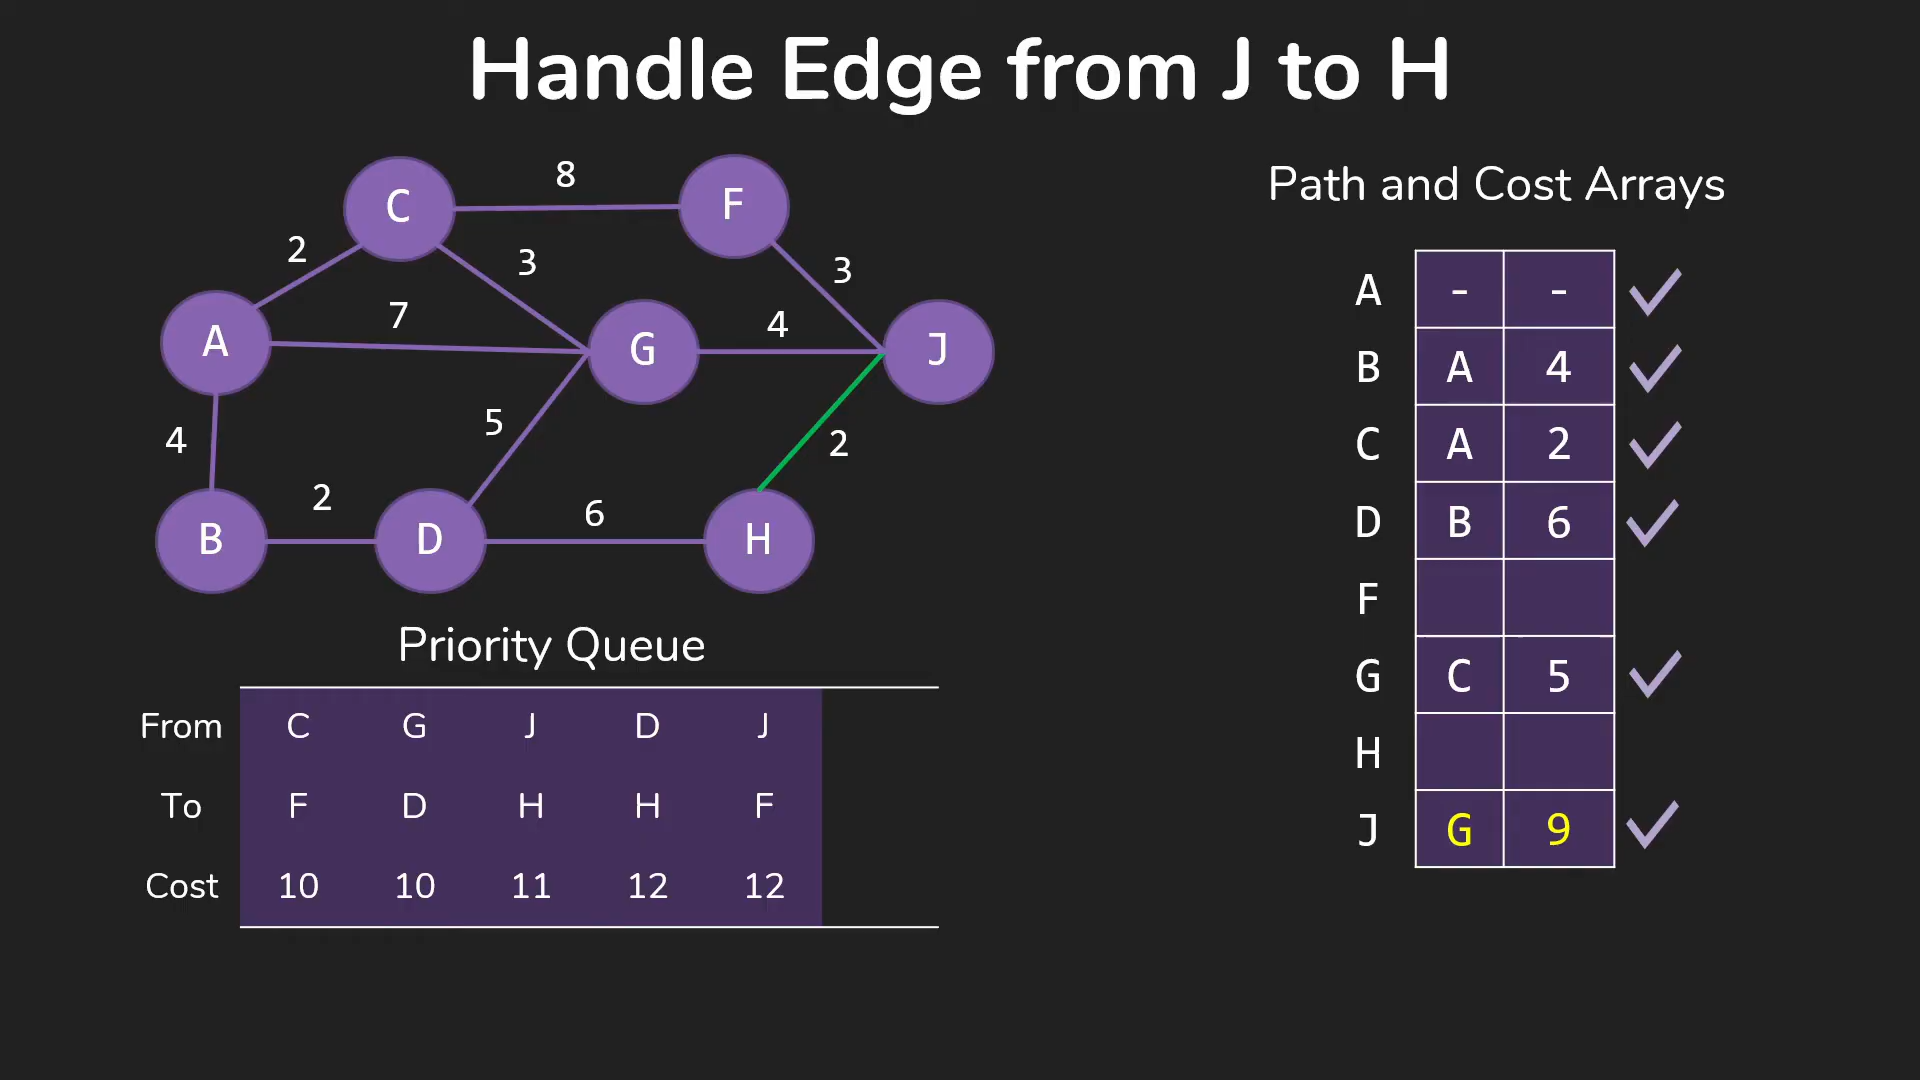 Handle Edge from J to H
Path and Cost Arrays
8
C
F
2
3
3
7
4
A
G
J
4
5
2
2
6
B
D
H
A - -
B A 4
C A 2
D B 6
F
G C 5
H
J G 9
Priority Queue
From C G J D J
To F D H H F
Cost 10 10 11 12 12